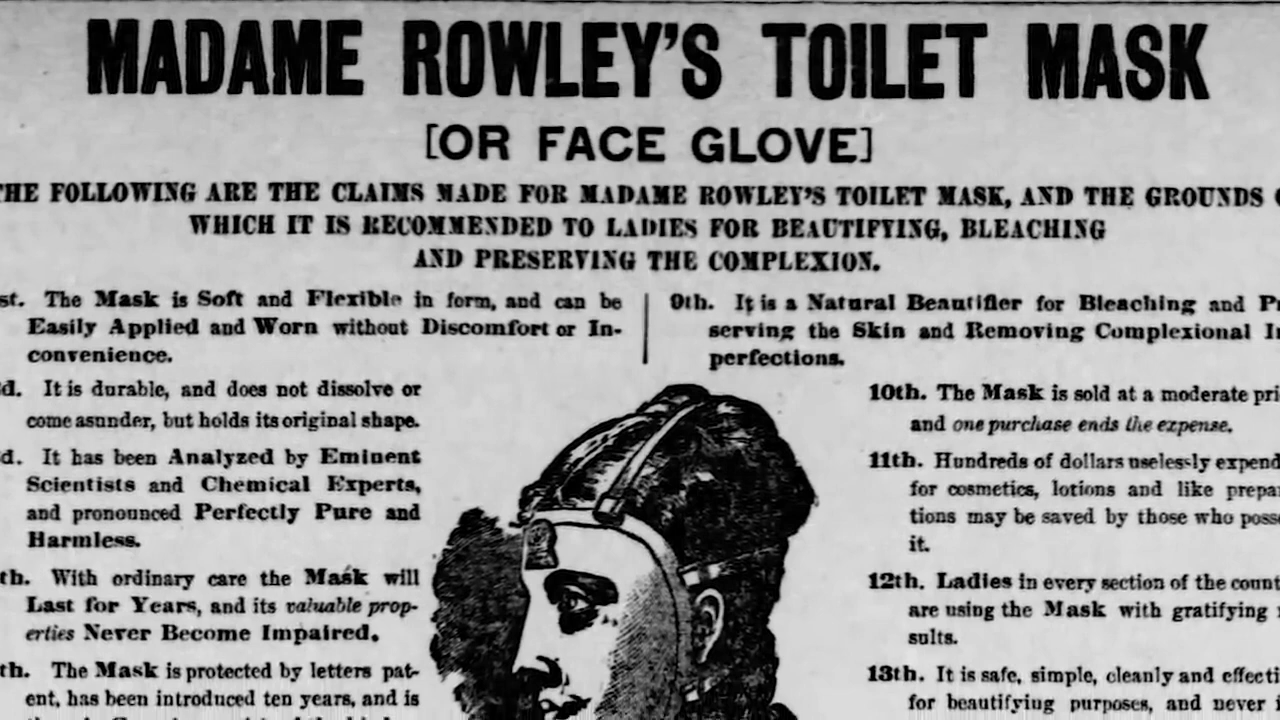 MADAME ROWLEY'S TOILET MASK
[OR FACE GLOVE]
THE FOLLOWING ARE THE CLAIMS MADE FOR MADAME ROWLEY'S TOILET MASK, AND THE GROUNDS
WHICH IT IS RECOMMENDED TO LADIES FOR BEAUTIFYING, BLEACHING
AND PRESERVING THE COMPLEXION.
st. The Mask is Soft and Flexible in form, and can be
Easily Applied and Worn without Discomfort or In-
convenience.
d. It is durable, and does not dissolve or
come asunder, but holds its original shape.
d. It has been Analyzed by Eminent
Scientists and Chemical Experts,
and pronounced Perfectly Pure and
Harmless.
th. With ordinary care the Mask will
Last for Years, and its valuable prop-
erties Never Become Impaired.
th. The Mask is protected by letters pat-
ent, has been introduced ten years, and is
9th. It is a Natural Beautifier for Bleaching and P
serving the Skin and Removing Complexional I
perfections.
10th. The Mask is sold at a moderate pri
and one purchase ends the expense.
11th. Hundreds of dollars uselessly expend
for cosmetics, lotions and like prepa
tions may be saved by those who poss
it.
12th. Ladies in every section of the count
are using the Mask with gratifying
sults.
13th. It is safe, simple, cleanly and effecti
for beautifying purposes, and never